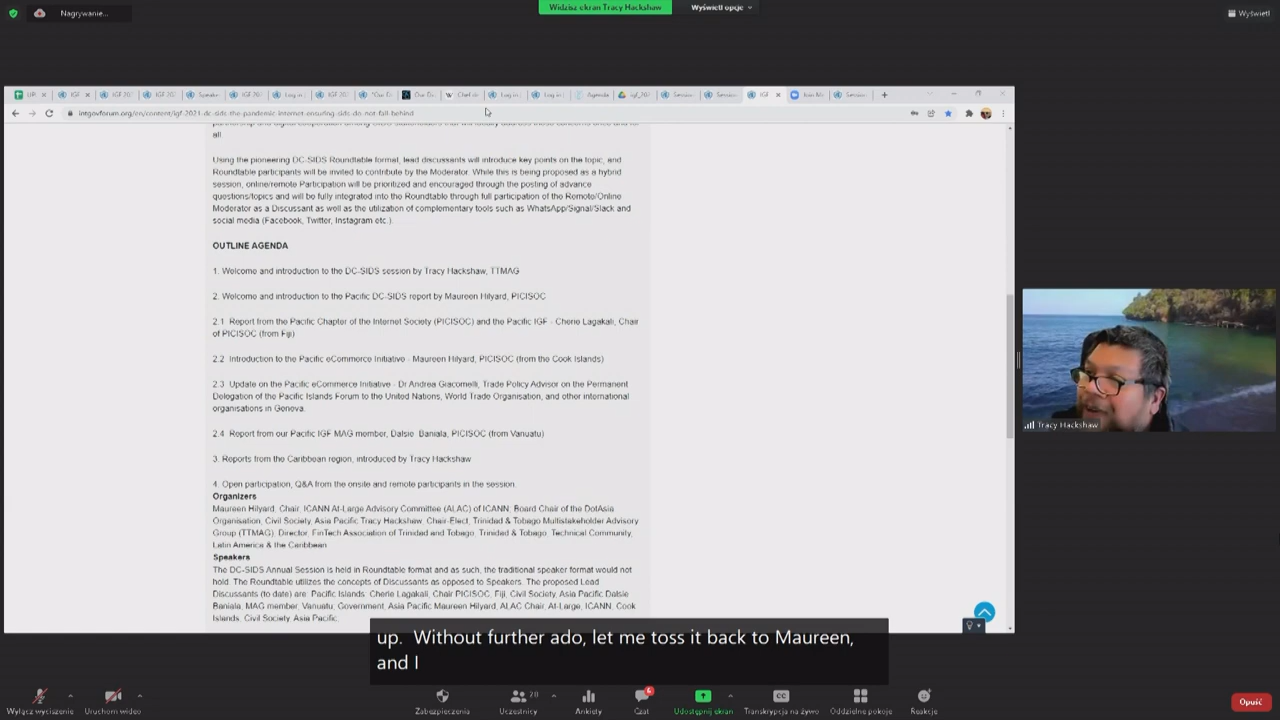 Nagrywanie...
Widzisz ekran Tracy Hackshaw
Wyświetl opcje
Wyświetl
intgovforum.org/en/content/igf-2021-dc-sids-the-pandemic-internet-ensuring-sids-do-not-fall-behind
all
Using the pioneering DC-SIDS Roundtable format, lead discussants will introduce key points on the topic, and
Roundtable participants will be invited to contribute by the Moderator. While this is being proposed as a hybrid
session, online/remote Participation will be prioritized and encouraged through the posting of advance
questions/topics and will be fully integrated into the Roundtable through full participation of the Remote/Online
Moderator as a Discussant as well as the utilization of complementary tools such as WhatsApp/Signal/Slack and
social media (Facebook, Twitter, Instagram etc.).
OUTLINE AGENDA
1. Welcome and introduction to the DC-SIDS session by Tracy Hackshaw, TTMAG
2. Welcome and introduction to the Pacific DC-SIDS report by Maureen Hilyard, PICISOC
2.1 Report from the Pacific Chapter of the Internet Society (PICISOC) and the Pacific IGF - Cherie Lagakali, Chair
of PICISOC (from Fiji)
2.2 Introduction to the Pacific eCommerce Initiative - Maureen Hilyard, PICISOC (from the Cook Islands)
2.3 Update on the Pacific eCommerce Initiative - Dr Andrea Giacomelli, Trade Policy Advisor on the Permanent
Delegation of the Pacific Islands Forum to the United Nations, World Trade Organisation, and other international
organisations in Geneva.
2.4 Report from our Pacific IGF MAG member, Dalsie Baniala, PICISOC (from Vanuatu)
3. Reports from the Caribbean region, introduced by Tracy Hackshaw
4. Open participation, Q&A from the onsite and remote participants in the session.
Organizers
Maureen Hilyard, Chair, ICANN At-Large Advisory Committee (ALAC) of ICANN, Board Chair of the DotAsia
Organisation, Civil Society, Asia Pacific Tracy Hackshaw, Chair-Elect, Trinidad & Tobago Multistakeholder Advisory
Group (TTMAG), Director, FinTech Association of Trinidad and Tobago, Trinidad & Tobago, Technical Community,
Latin America & the Caribbean
Speakers
The DC-SIDS Annual Session is held in Roundtable format and as such, the traditional speaker format would not
hold. The Roundtable utilizes the concepts of Discussants as opposed to Speakers. The proposed Lead
Discussants (to date) are: Pacific Islands: Cherie Lagakali, Chair PICISOC, Fiji, Civil Society, Asia Pacific Dalsie
Baniala, MAG member, Vanuatu, Government, Asia Pacific Maureen Hilyard, ALAC Chair, At-Large, ICANN, Cook
Islands, Civil Society, Asia Pacific.
Tracy Hackshaw
up. Without further ado, let me toss it back to Maureen,
and I
Wyłącz wyciszenie
Uruchom wideo
Zabezpieczenia
Uczestnicy
Ankiety
Czat
Udostępnij ekran
Transkrypcja na żywo
Oddzielne pokoje
Reakcje
Opuść